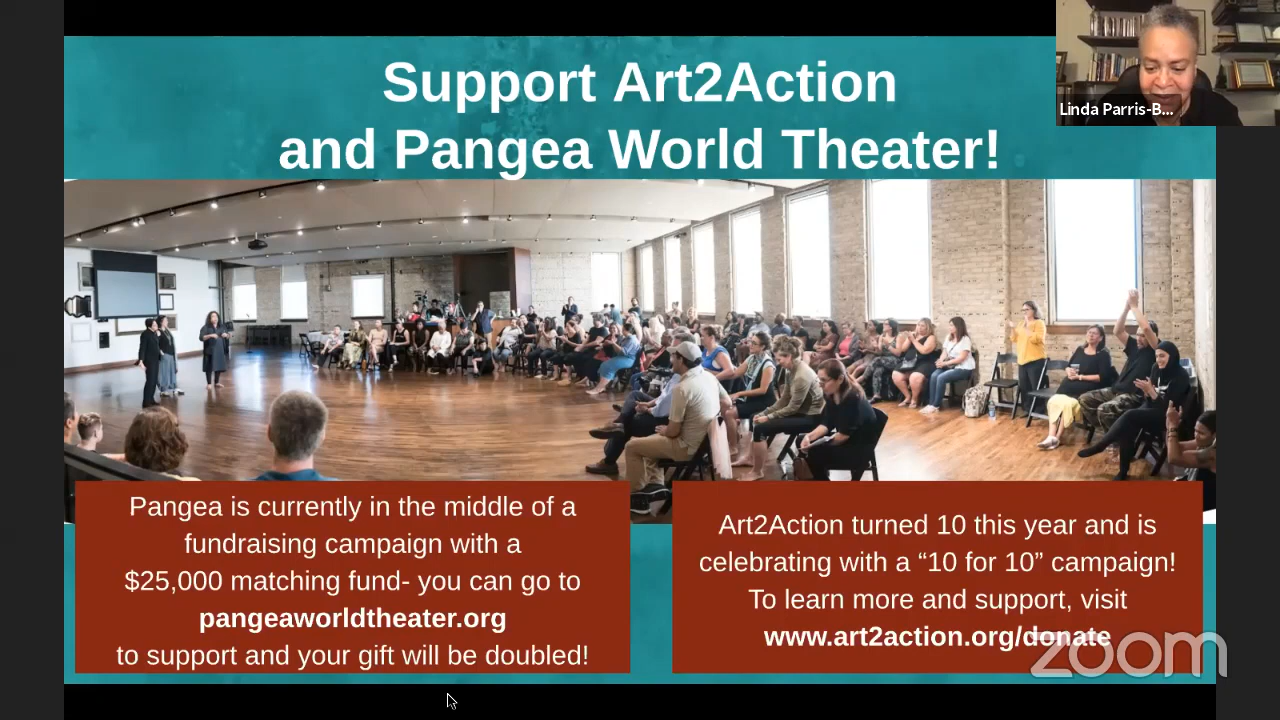 Support Art2Action
and Pangea World Theater!
Linda Parris-B...
Pangea is currently in the middle of a
fundraising campaign with a
$25,000 matching fund- you can go to
pangeaworldtheater.org
to support and your gift will be doubled!
Art2Action turned 10 this year and is
celebrating with a “10 for 10” campaign!
To learn more and support, visit
www.art2action.org/donate
zoom